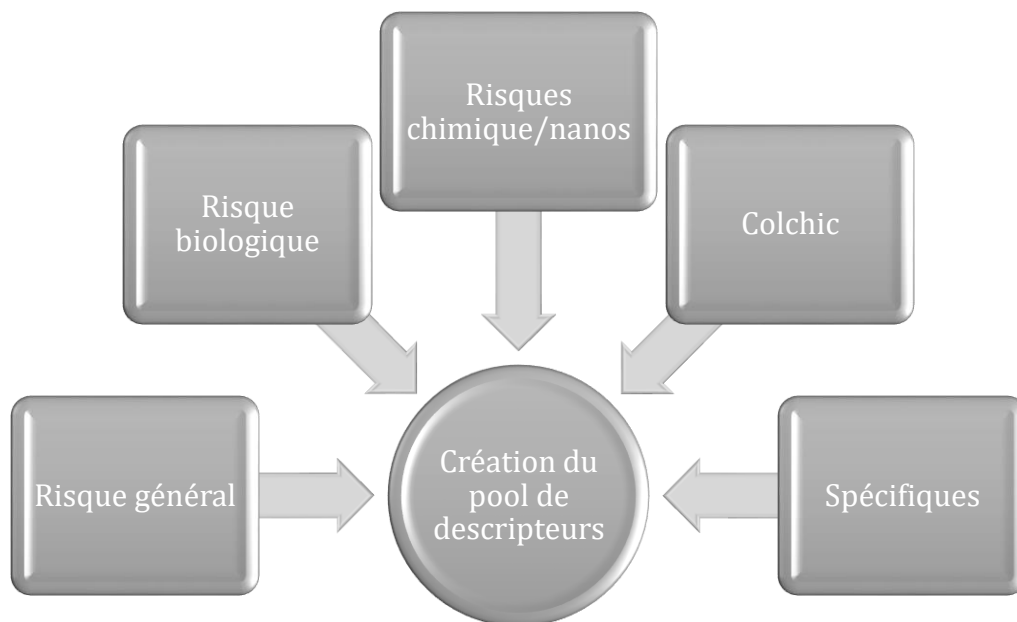 Risques
chimique/nanos
Risque
biologique
Colchic
Risque général
Création du
pool de
descripteurs
Spécifiques